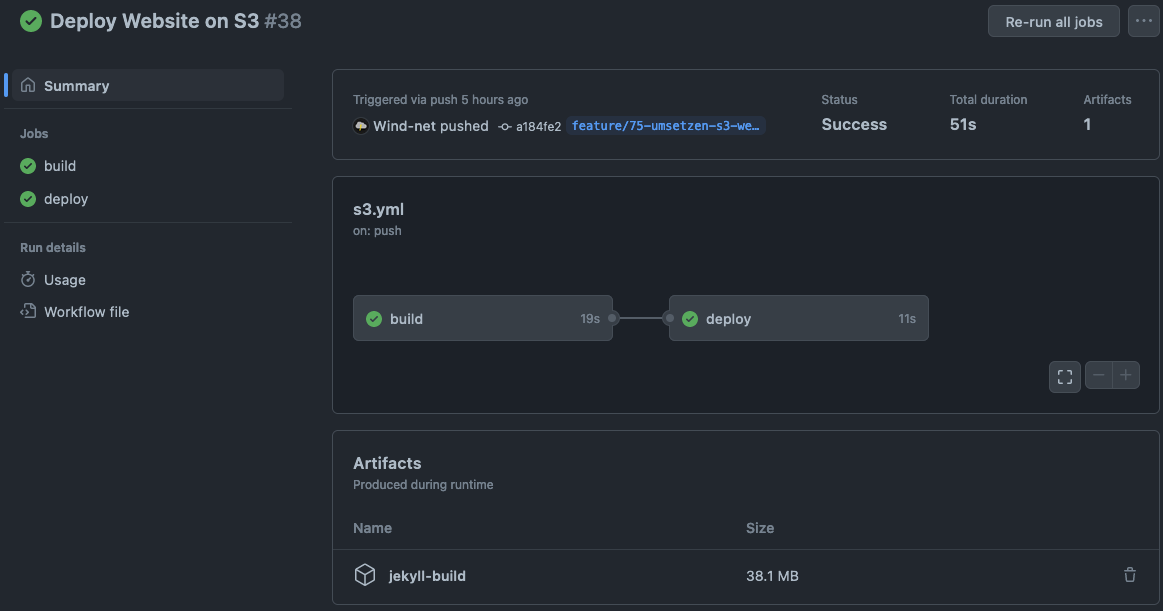 Deploy Website on S3 #38
Re-run all jobs
Summary
Jobs
build
deploy
Run details
Usage
Workflow file
Triggered via push 5 hours ago
Wind-net pushed a184fe2 feature/75-umsetzen-s3-we…
Status
Success
Total duration
51s
Artifacts
1
s3.yml
on: push
build 19s
deploy 11s
Artifacts
Produced during runtime
Name Size
jekyll-build 38.1 MB